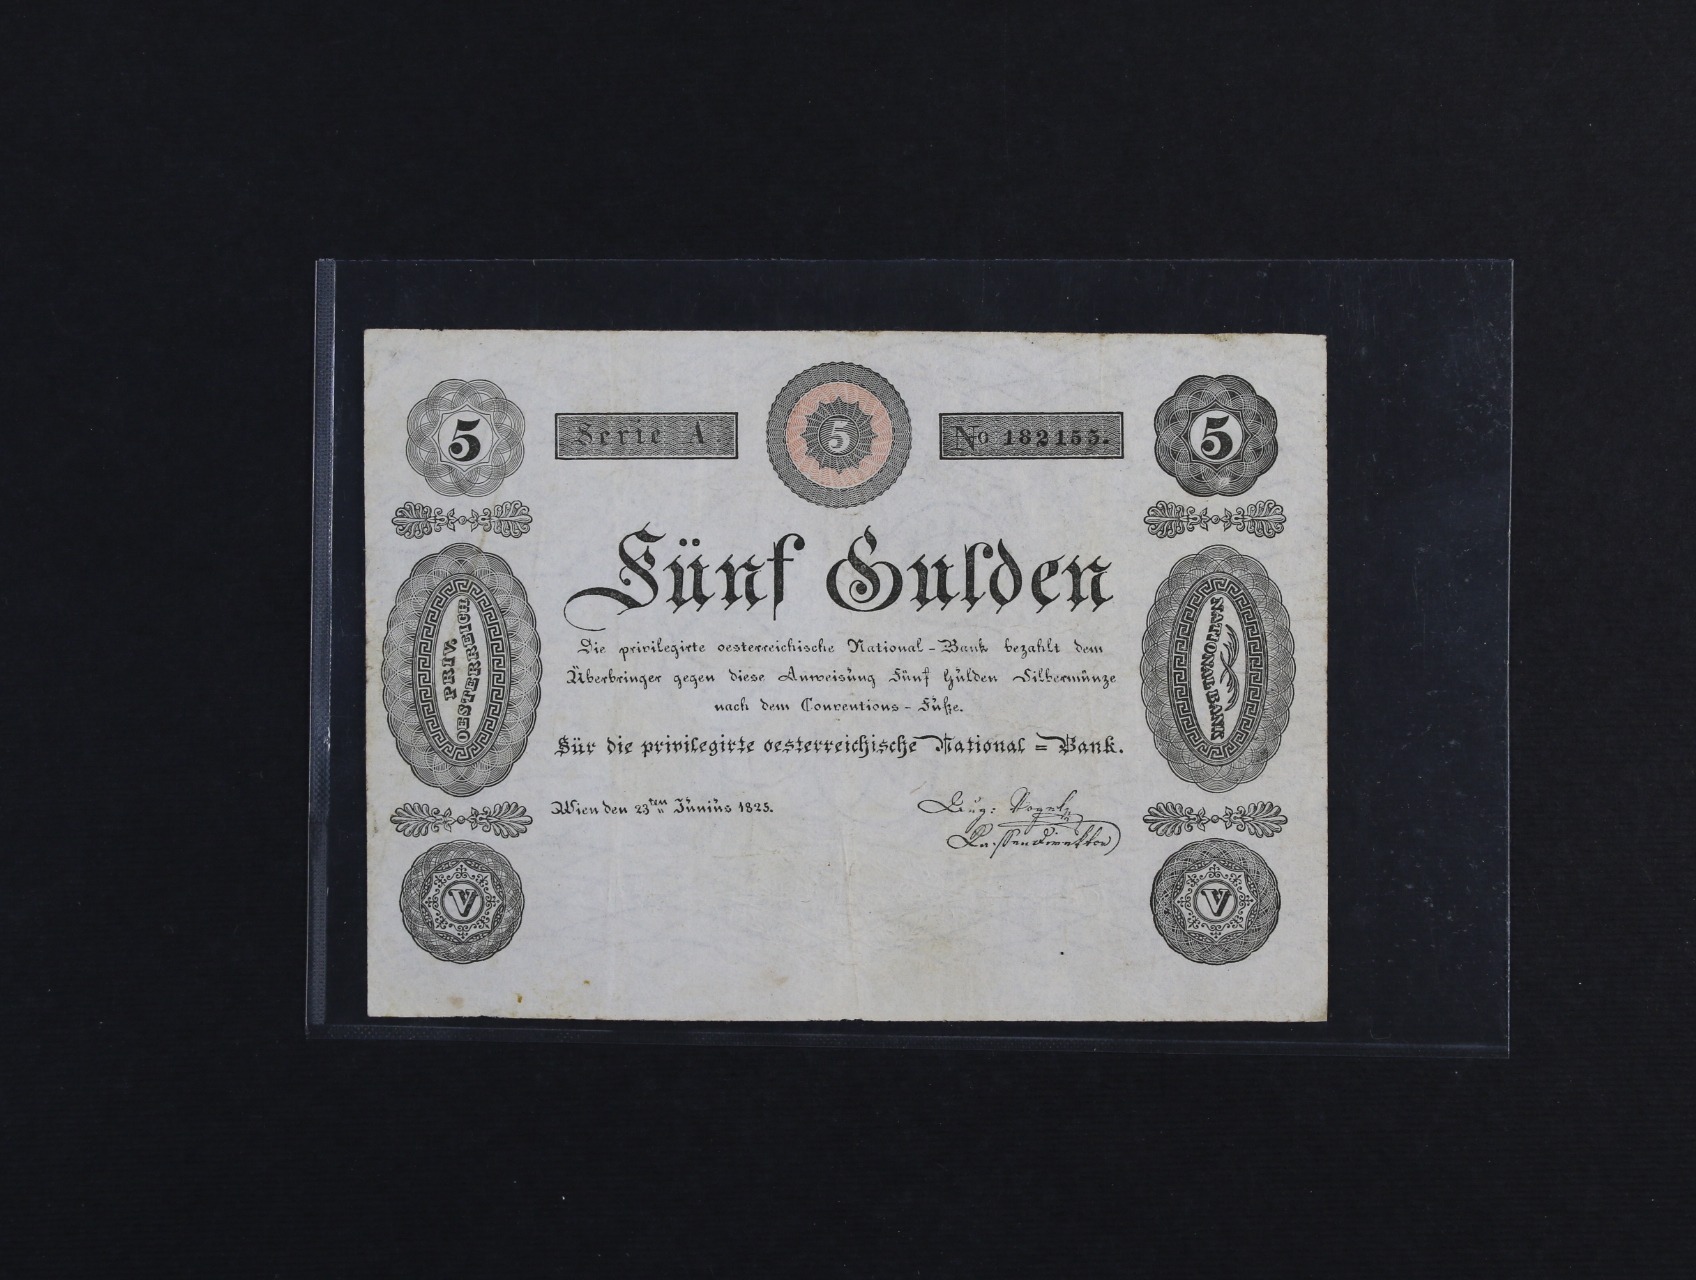 5
Serie A.
5
No 182155.
5
Fünf Gulden
Die privilegirte oesterreichische National-Bank bezahlt dem
Überbringer gegen diese Anweisung Fünf Gulden Silbermünze
nach dem Conventions-Fuße.
Für die privilegirte oesterreichische National=Bank.
PRIV.
OESTERREICH
NATIONAL BANK
Wien den 23ten Junius 1825.
Cassendirektor
V
V